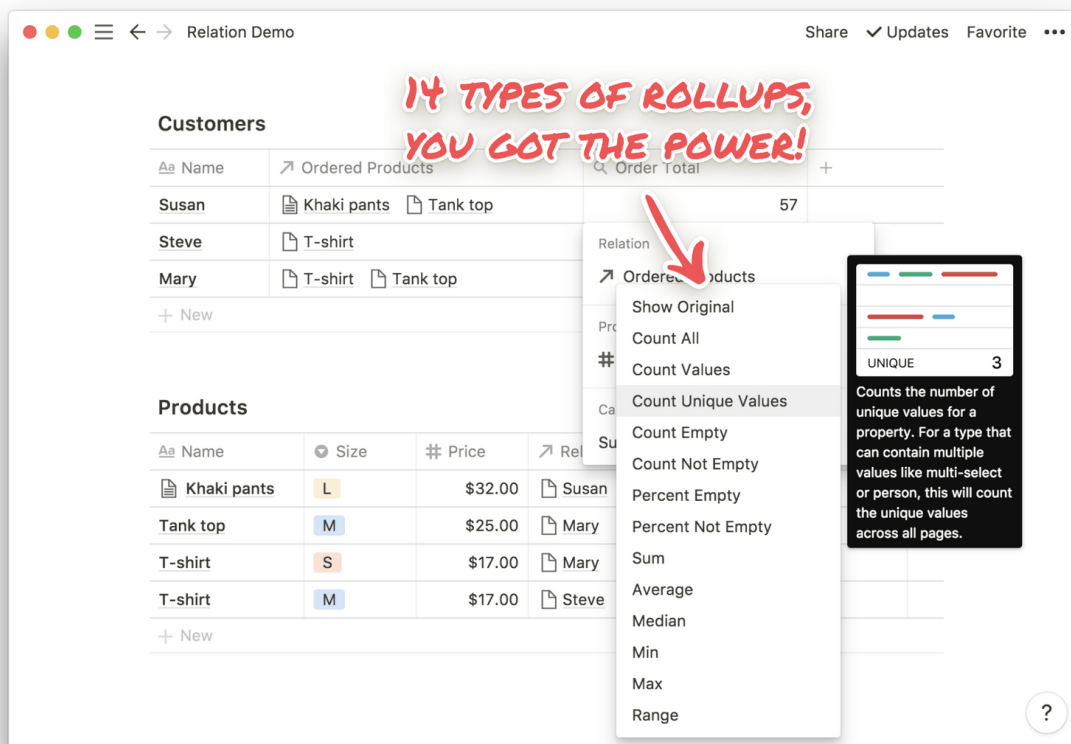 Relation Demo
Share Updates Favorite
14 TYPES OF ROLLUPS,
YOU GOT THE POWER!
Customers
Aa Name Ordered Products Order Total
Susan Khaki pants Tank top 57
Steve T-shirt
Mary T-shirt Tank top
New
Relation
Ordered
Show Original
Count All
Count Values
Count Unique Values
Count Empty
Count Not Empty
Percent Empty
Percent Not Empty
Sum
Average
Median
Min
Max
Range
UNIQUE 3
Counts the number of
unique values for a
property. For a type that
can contain multiple
values like multi-select
or person, this will count
the unique values
across all pages.
Products
Aa Name Size Price
Khaki pants L $32.00 Susan
Tank top M $25.00 Mary
T-shirt S $17.00 Mary
T-shirt M $17.00 Steve
New
?